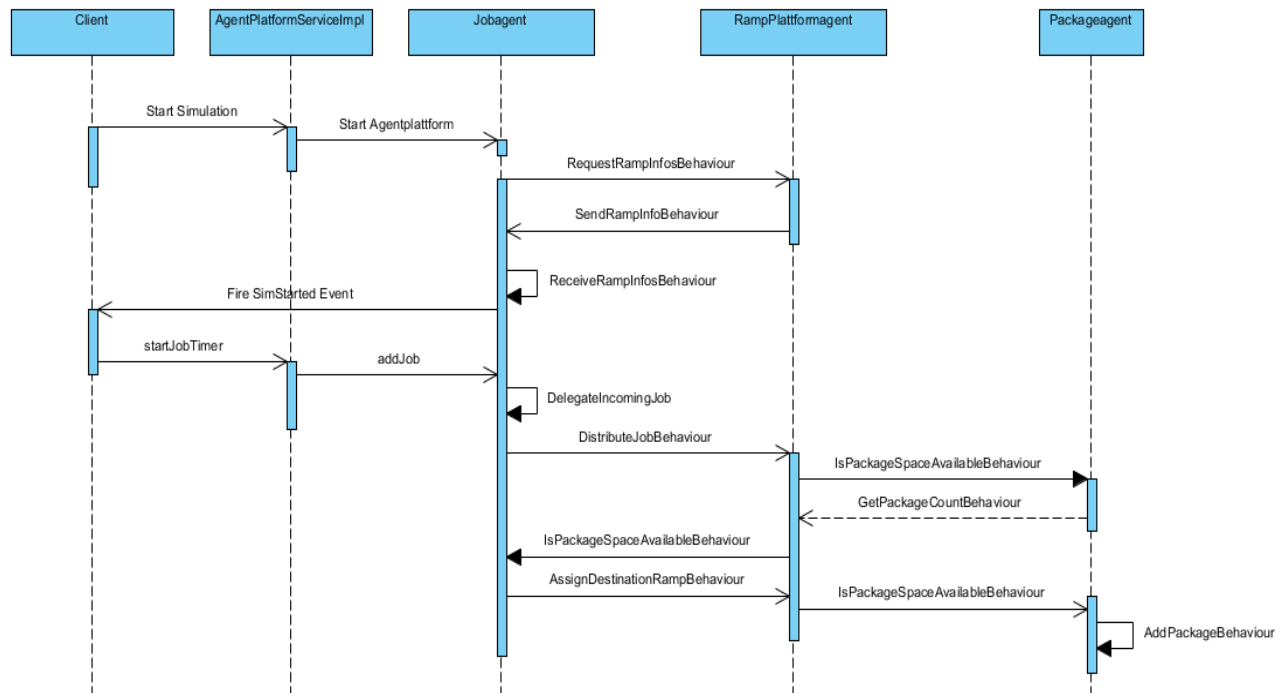 Client
AgentPlatformServiceImpl
Jobagent
RampPlattformagent
Packageagent
Start Simulation
Start Agentplattform
RequestRampInfosBehaviour
SendRampInfoBehaviour
ReceiveRampInfosBehaviour
Fire SimStarted Event
startJobTimer
addJob
DelegateIncomingJob
DistributeJobBehaviour
IsPackageSpaceAvailableBehaviour
GetPackageCountBehaviour
IsPackageSpaceAvailableBehaviour
AssignDestinationRampBehaviour
IsPackageSpaceAvailableBehaviour
AddPackageBehaviour